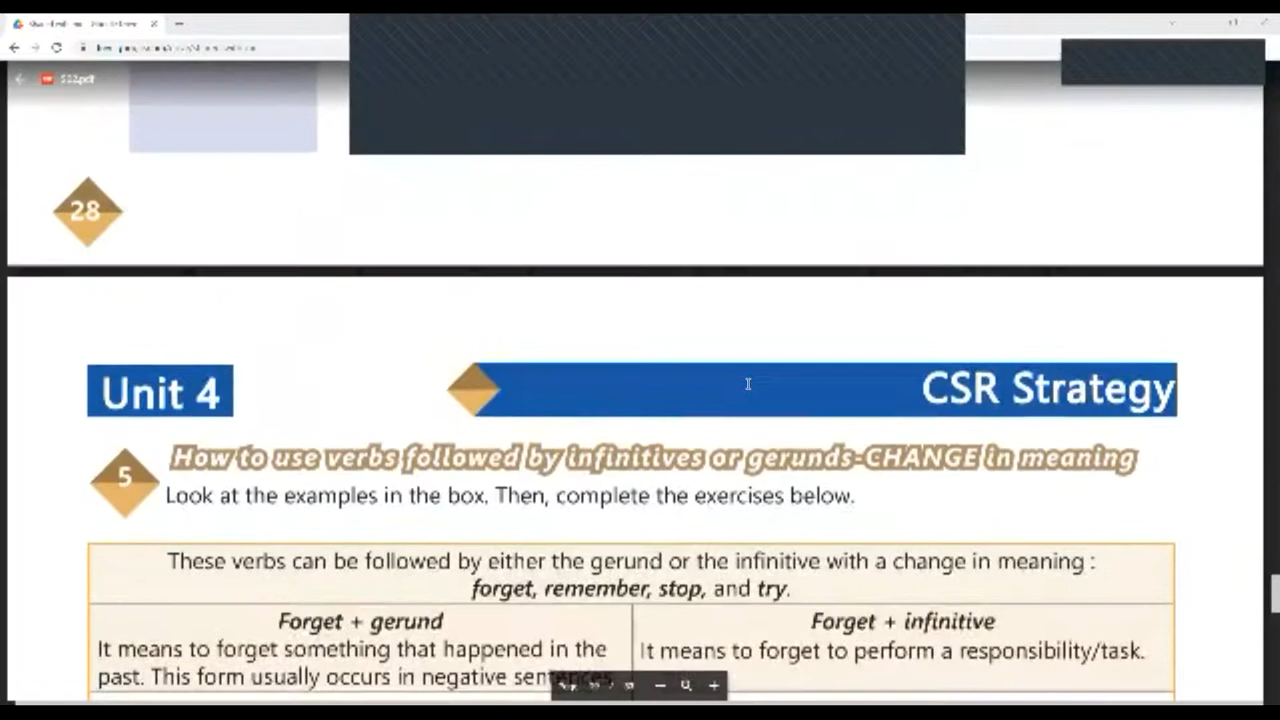 S12.pdf
28
Unit 4
CSR Strategy
5
How to use verbs followed by infinitives or gerunds-CHANGE in meaning
Look at the examples in the box. Then, complete the exercises below.
These verbs can be followed by either the gerund or the infinitive with a change in meaning :
forget, remember, stop, and try.
Forget + gerund
It means to forget something that happened in the
past. This form usually occurs in negative sentences
Forget + infinitive
It means to forget to perform a responsibility/task.